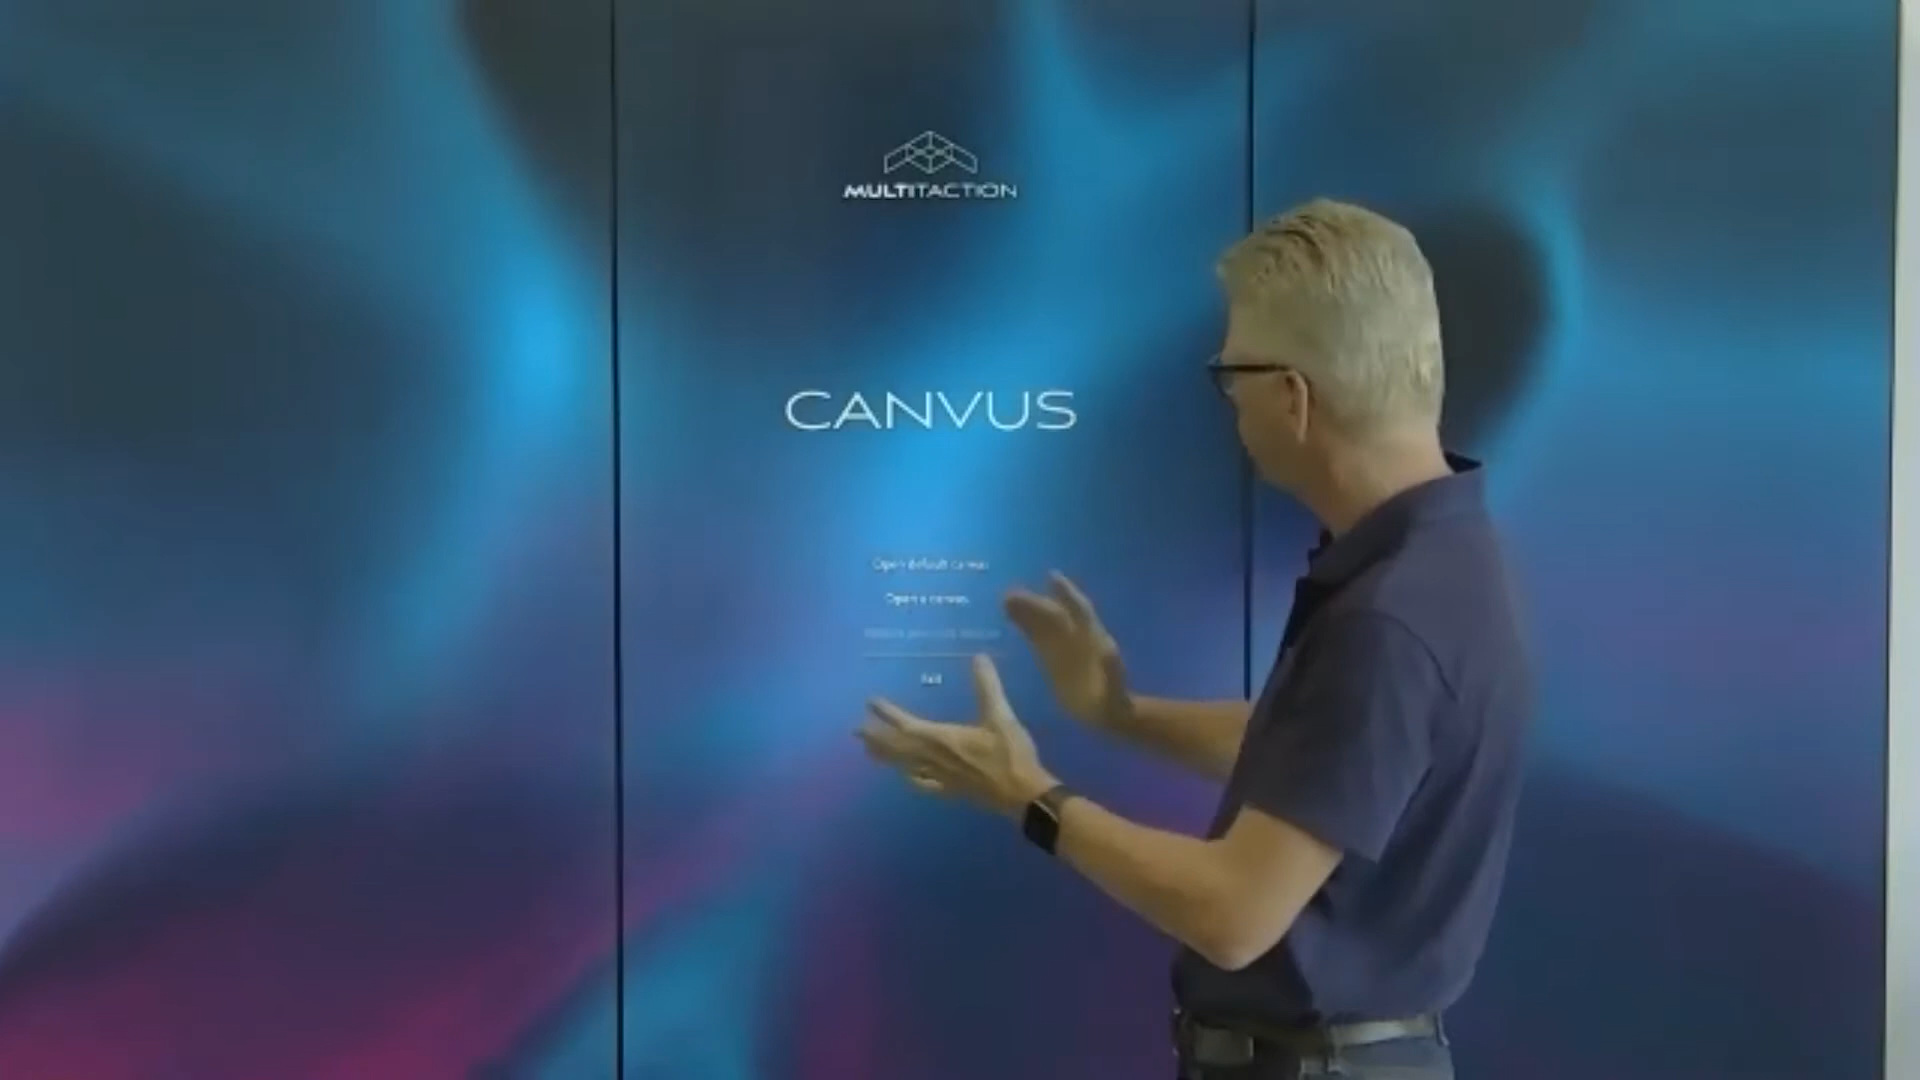 MULTITACTION
CANVUS
Open default canvas
Open a canvas
Exit